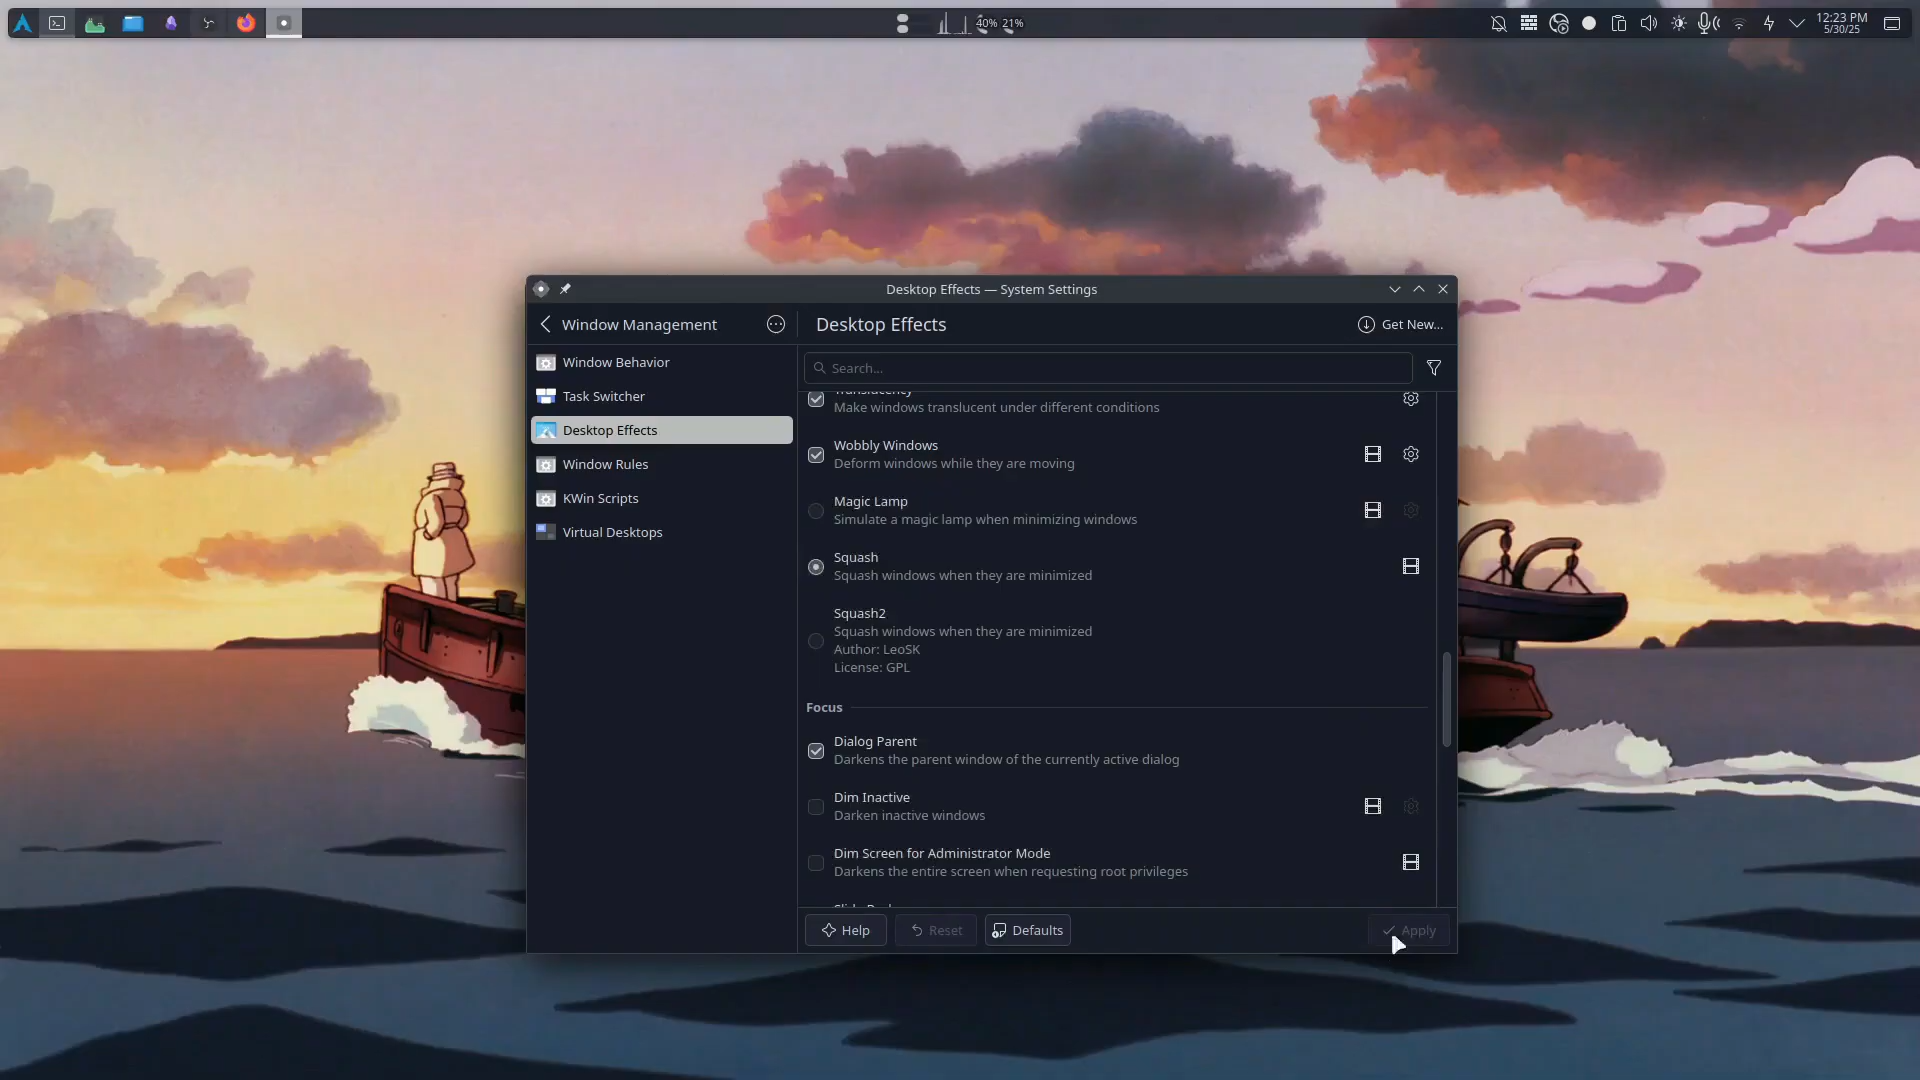 40% 21%
12:23 PM
5/30/25
Desktop Effects — System Settings
Window Management
Desktop Effects
Get New...
Window Behavior
Task Switcher
Desktop Effects
Window Rules
KWin Scripts
Virtual Desktops
Search...
Translucency
Make windows translucent under different conditions
Wobbly Windows
Deform windows while they are moving
Magic Lamp
Simulate a magic lamp when minimizing windows
Squash
Squash windows when they are minimized
Squash2
Squash windows when they are minimized
Author: LeoSK
License: GPL
Focus
Dialog Parent
Darkens the parent window of the currently active dialog
Dim Inactive
Darken inactive windows
Dim Screen for Administrator Mode
Darkens the entire screen when requesting root privileges
Help
Reset
Defaults
Apply